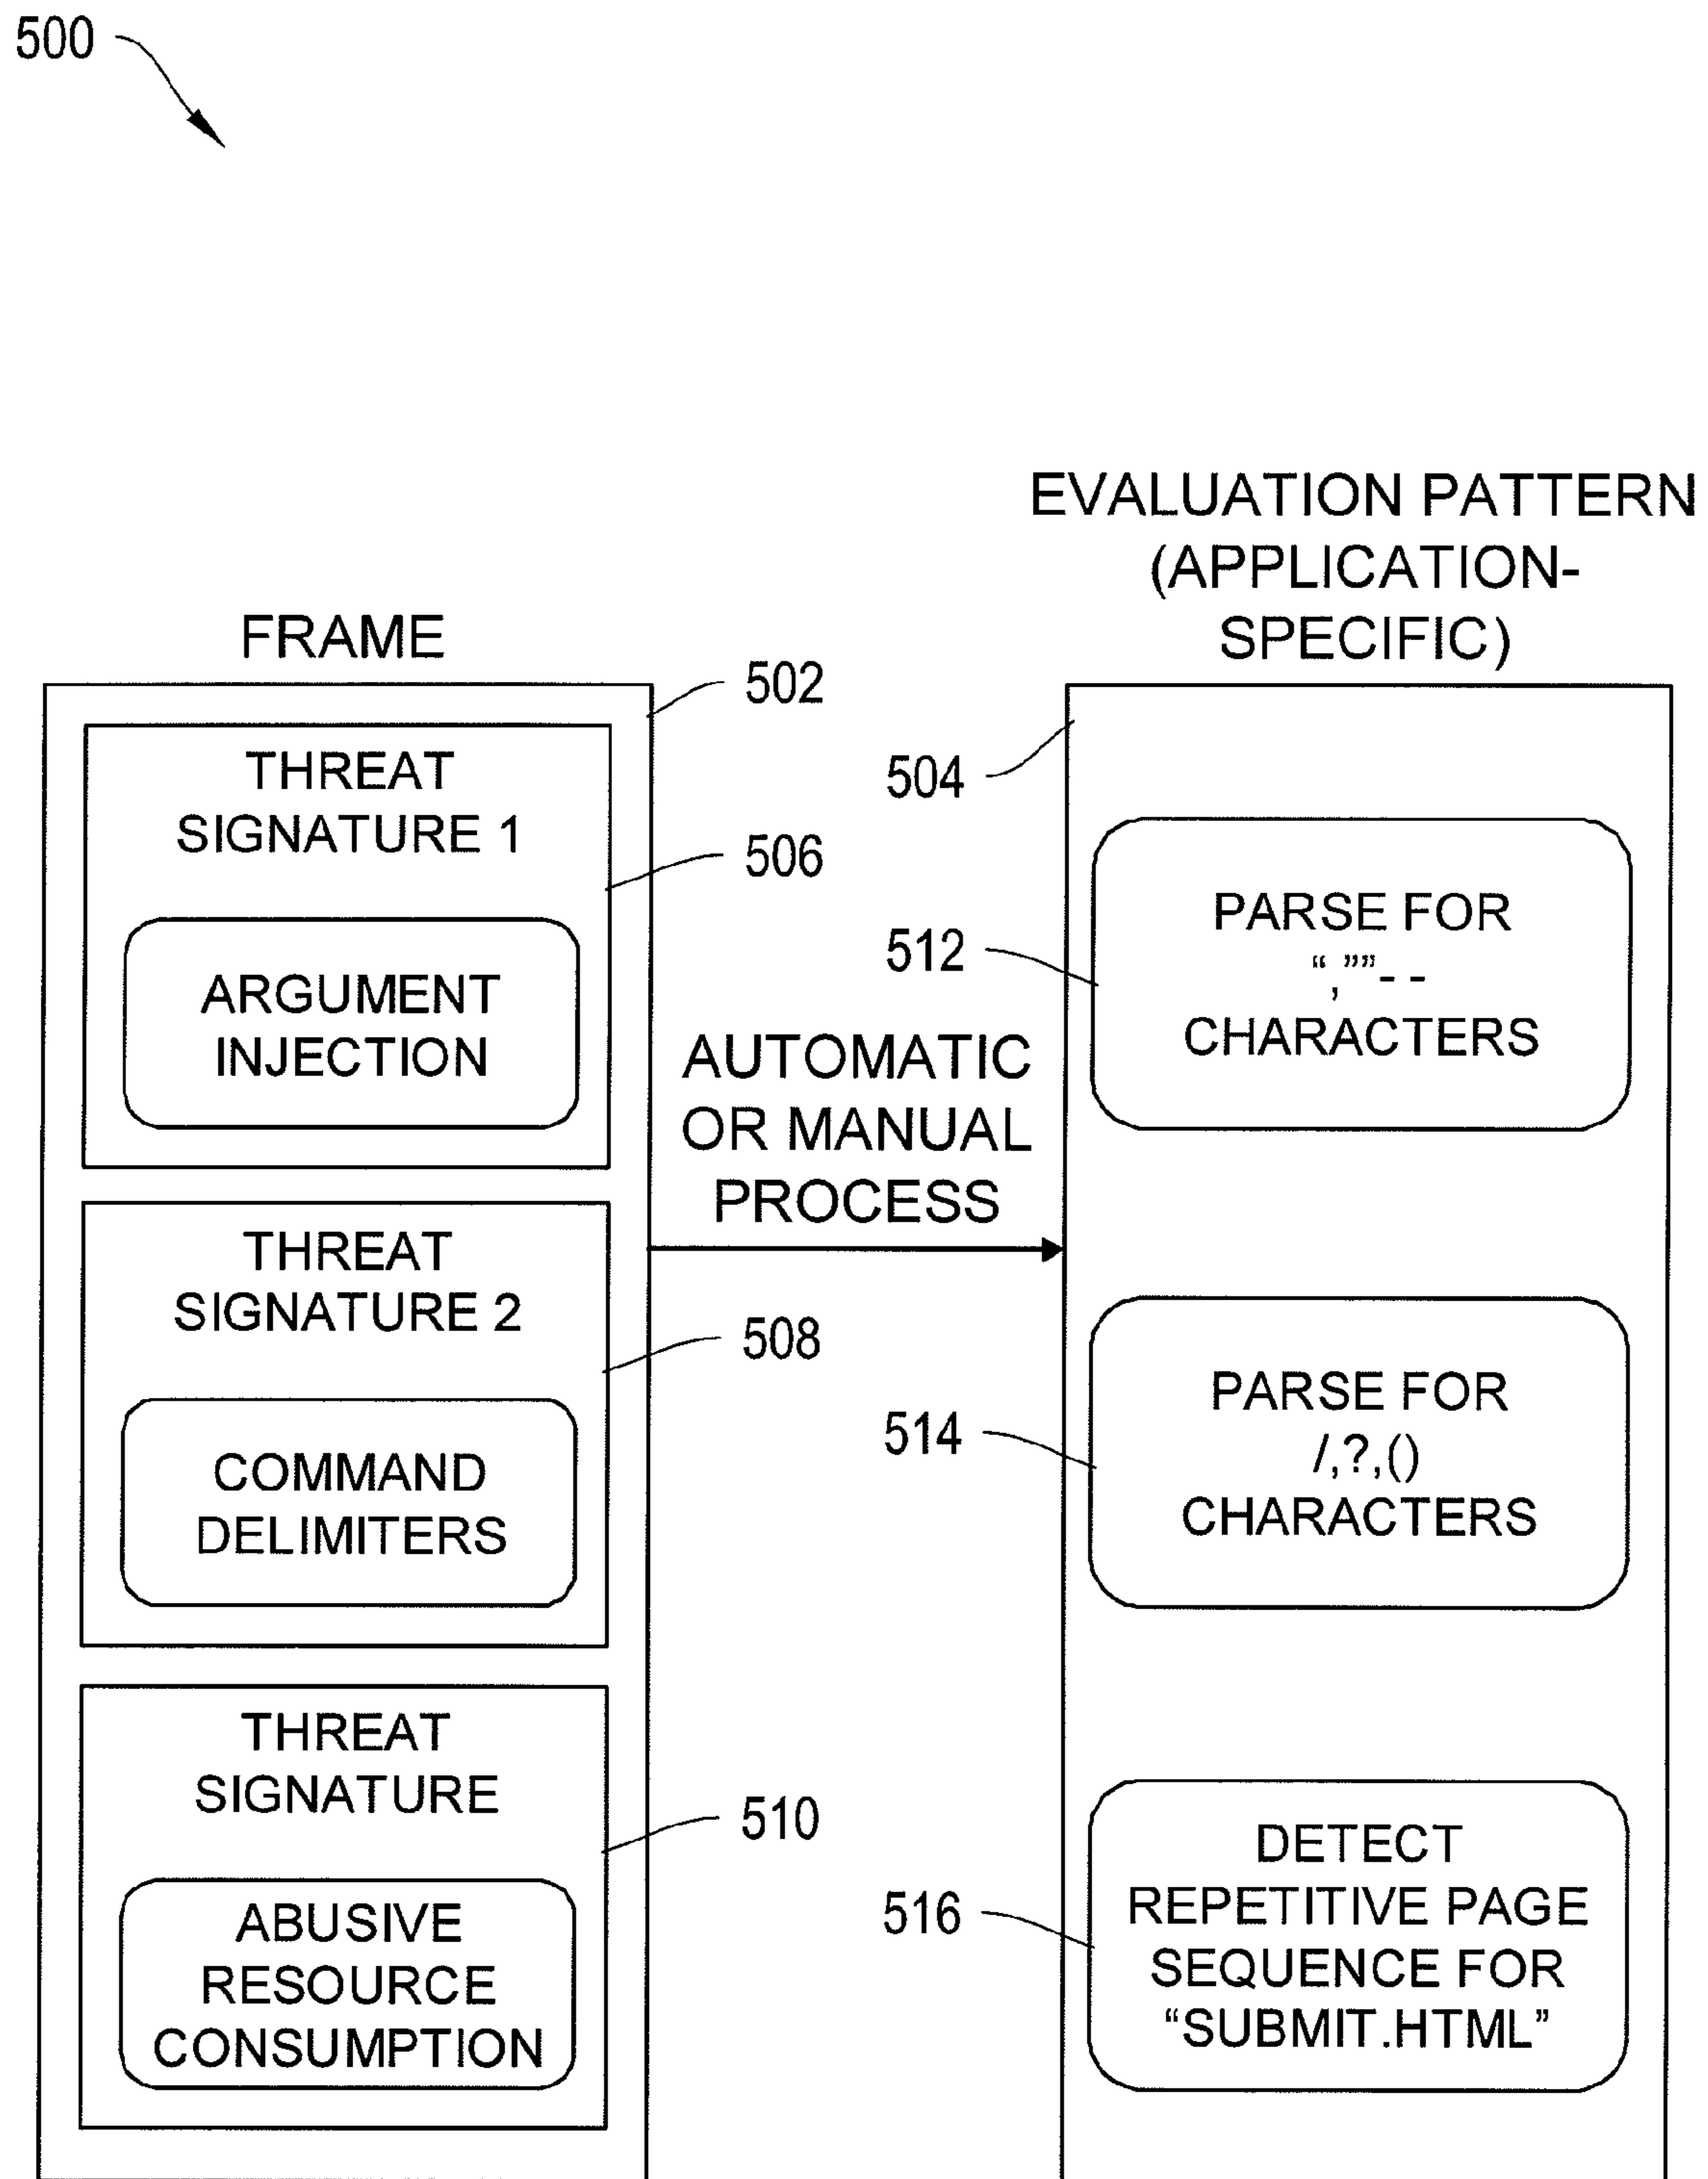 500
EVALUATION PATTERN
(APPLICATION-
SPECIFIC)
FRAME
502
504
THREAT
SIGNATURE 1
506
ARGUMENT
INJECTION
512
PARSE FOR
“,””- -
CHARACTERS
AUTOMATIC
OR MANUAL
PROCESS
THREAT
SIGNATURE 2
508
COMMAND
DELIMITERS
514
PARSE FOR
/,?,()
CHARACTERS
THREAT
SIGNATURE
510
ABUSIVE
RESOURCE
CONSUMPTION
516
DETECT
REPETITIVE PAGE
SEQUENCE FOR
“SUBMIT.HTML”